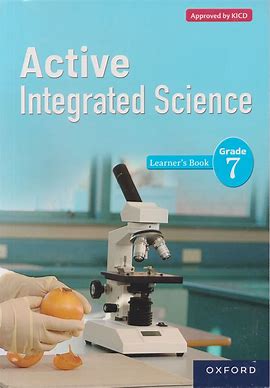 Approved by KICD
Active
Integrated Science
Learner's Book
Grade
7
OXFORD